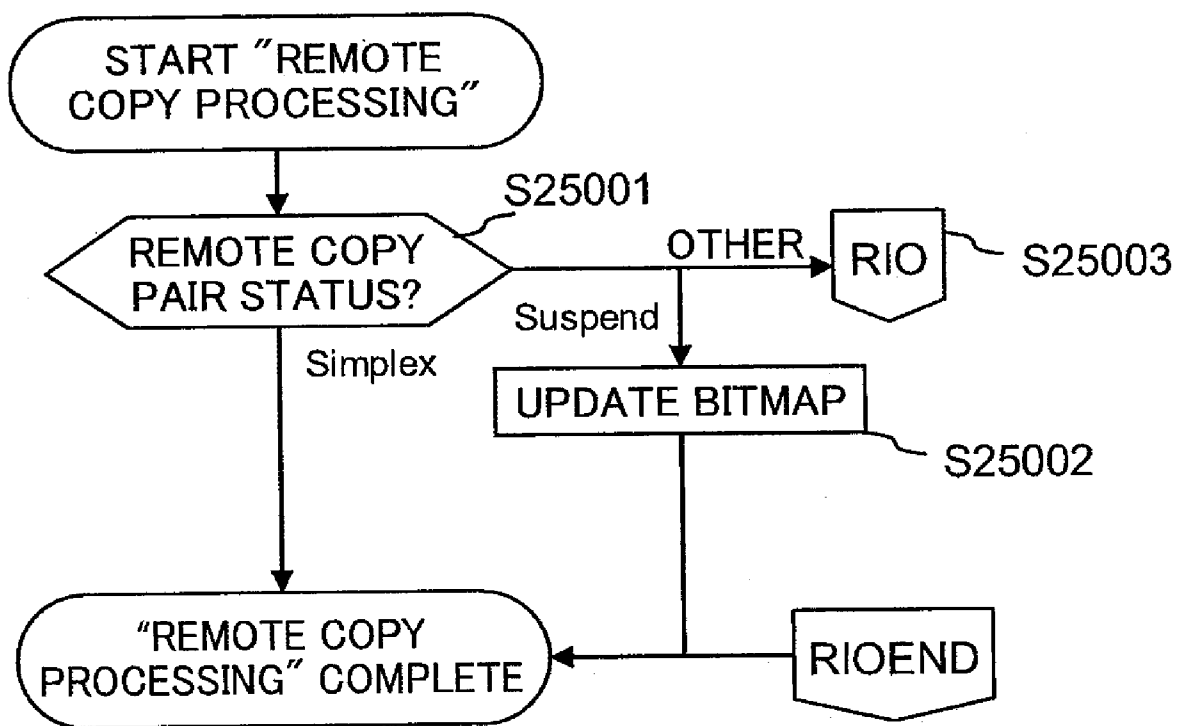 START "REMOTE
COPY PROCESSING"
S25001
REMOTE COPY
PAIR STATUS?
OTHER
RIO
S25003
Suspend
Simplex
UPDATE BITMAP
S25002
"REMOTE COPY
PROCESSING" COMPLETE
RIOEND